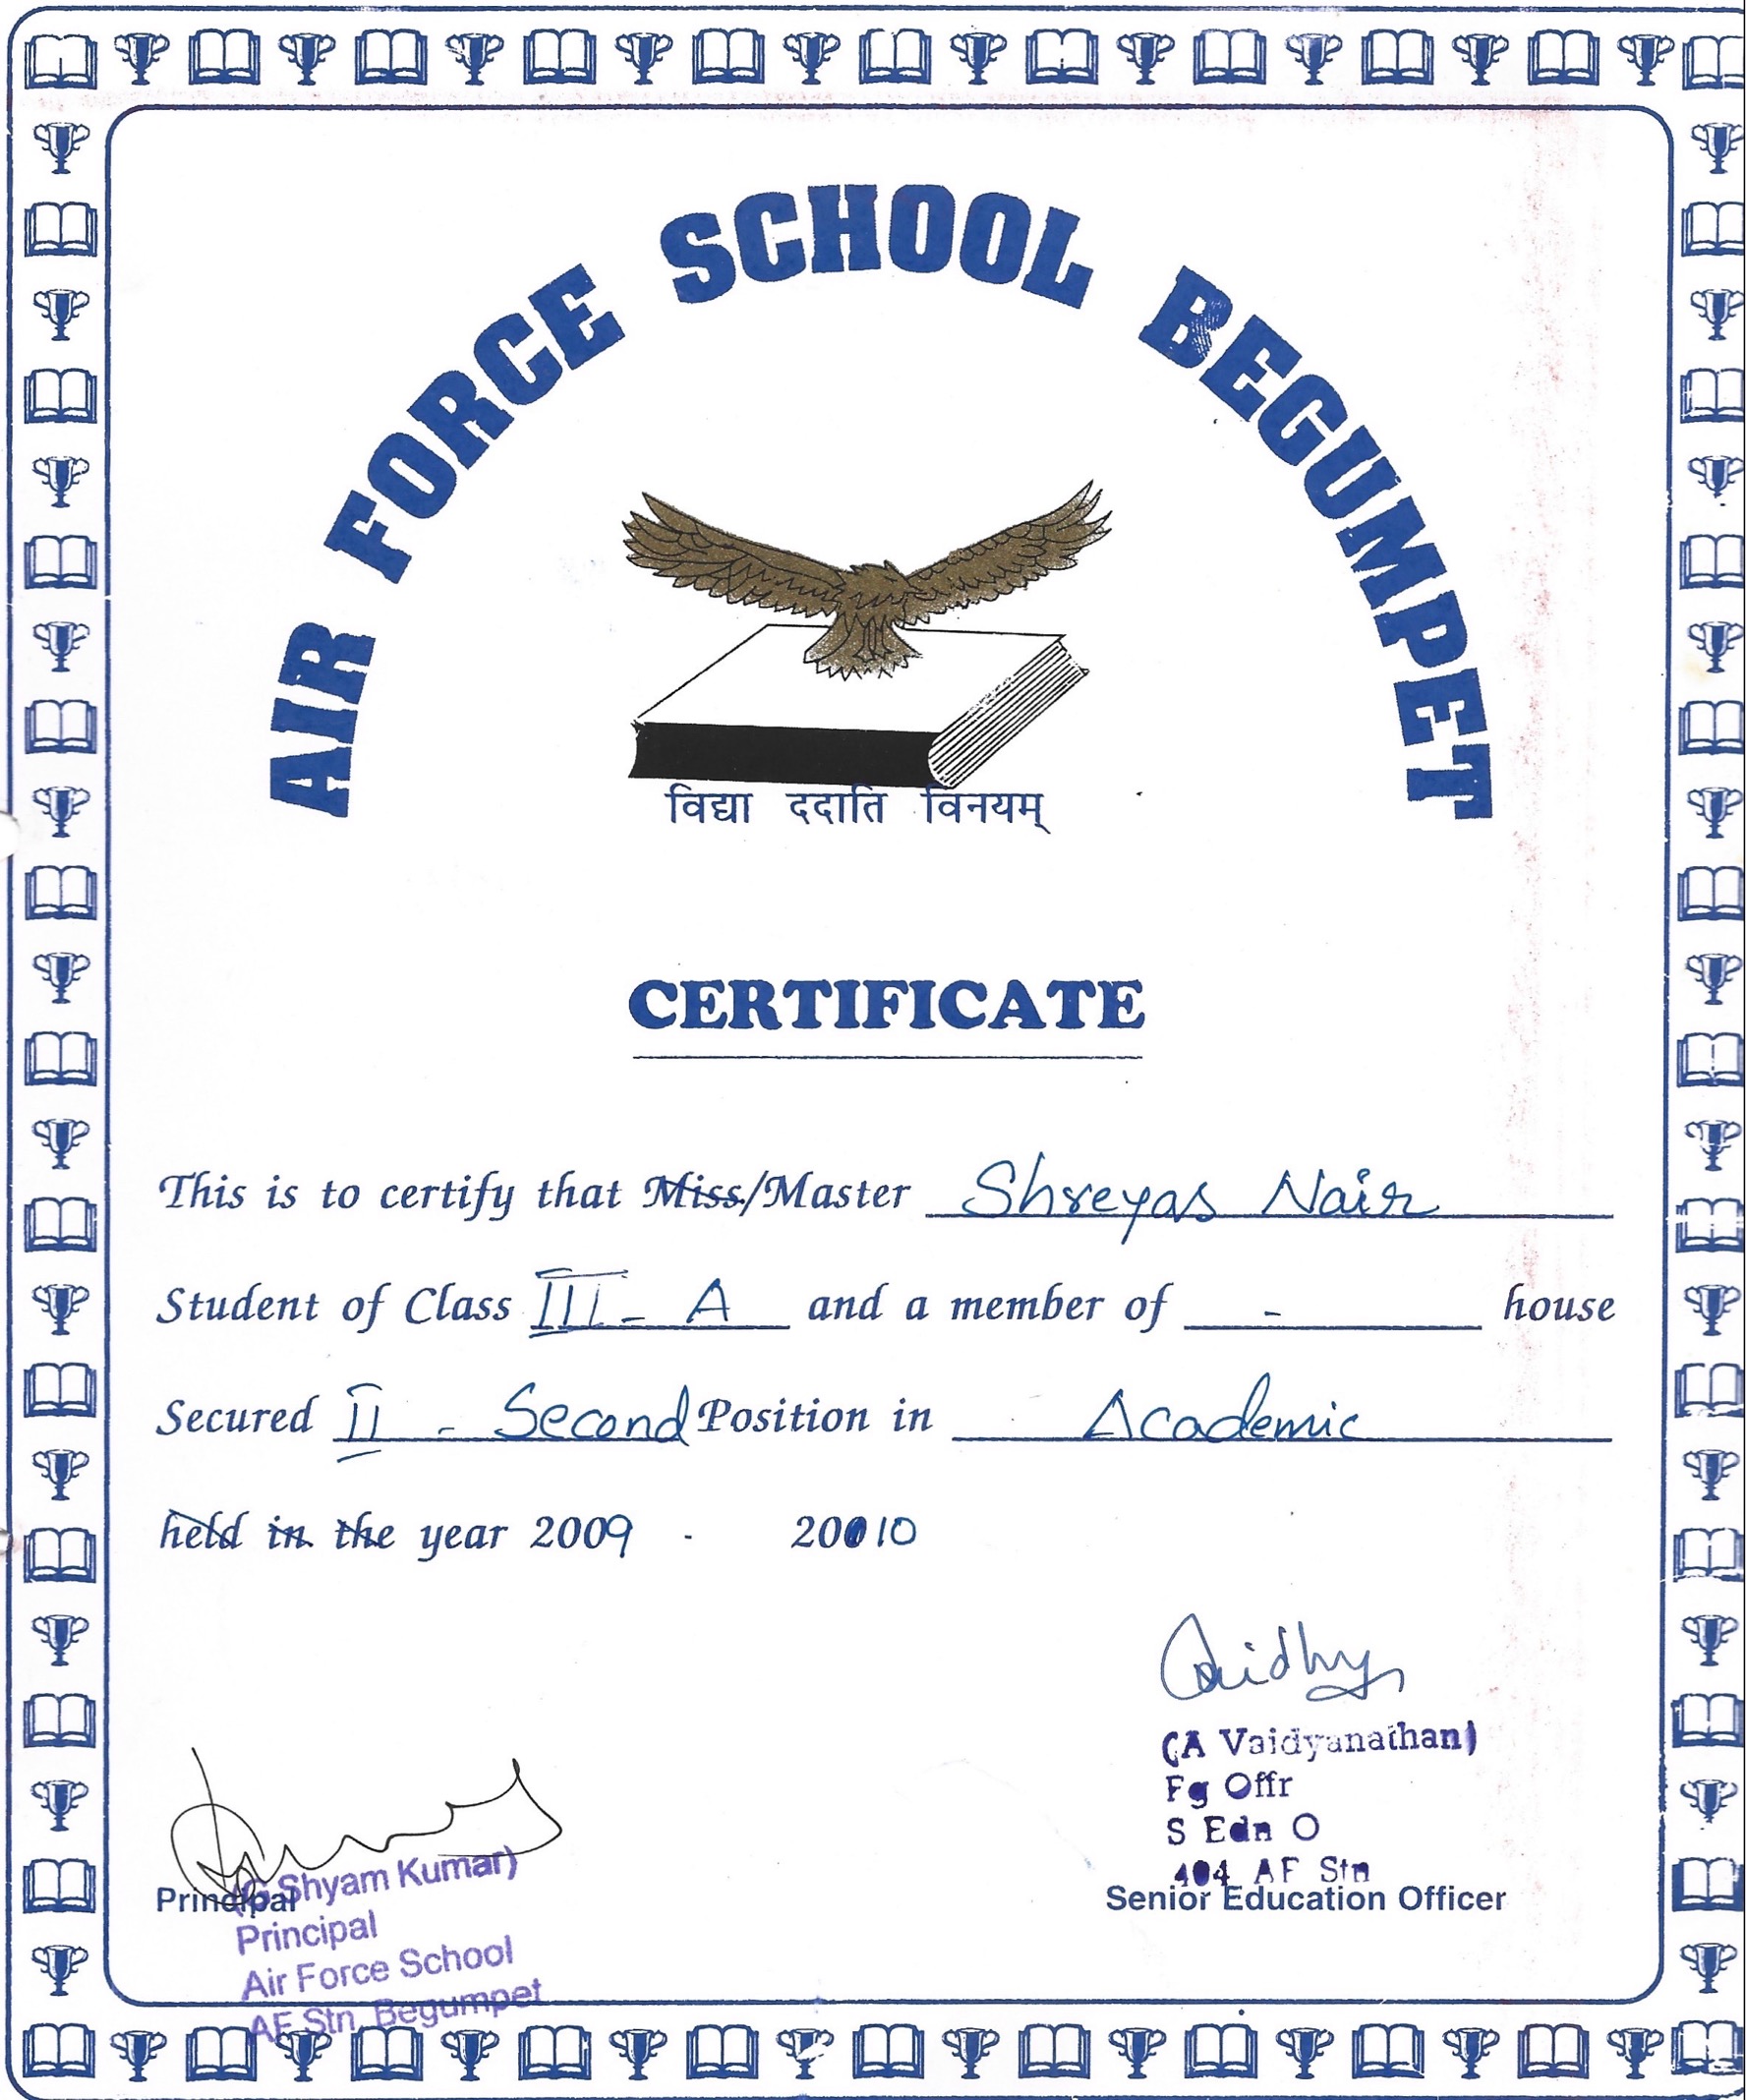 AIR FORCE SCHOOL BEGUMPET
विद्या ददाति विनयम्
CERTIFICATE
This is to certify that Miss/Master Shreyas Nair
Student of Class III - A and a member of - house
Secured II - Second Position in Academic
held in the year 2009 - 20010
(A Vaidyanathan)
Fg Offr
S Edn O
404 AF Stn
Senior Education Officer
Principal
(G Shyam Kumar)
Principal
Air Force School
AF Stn Begumpet